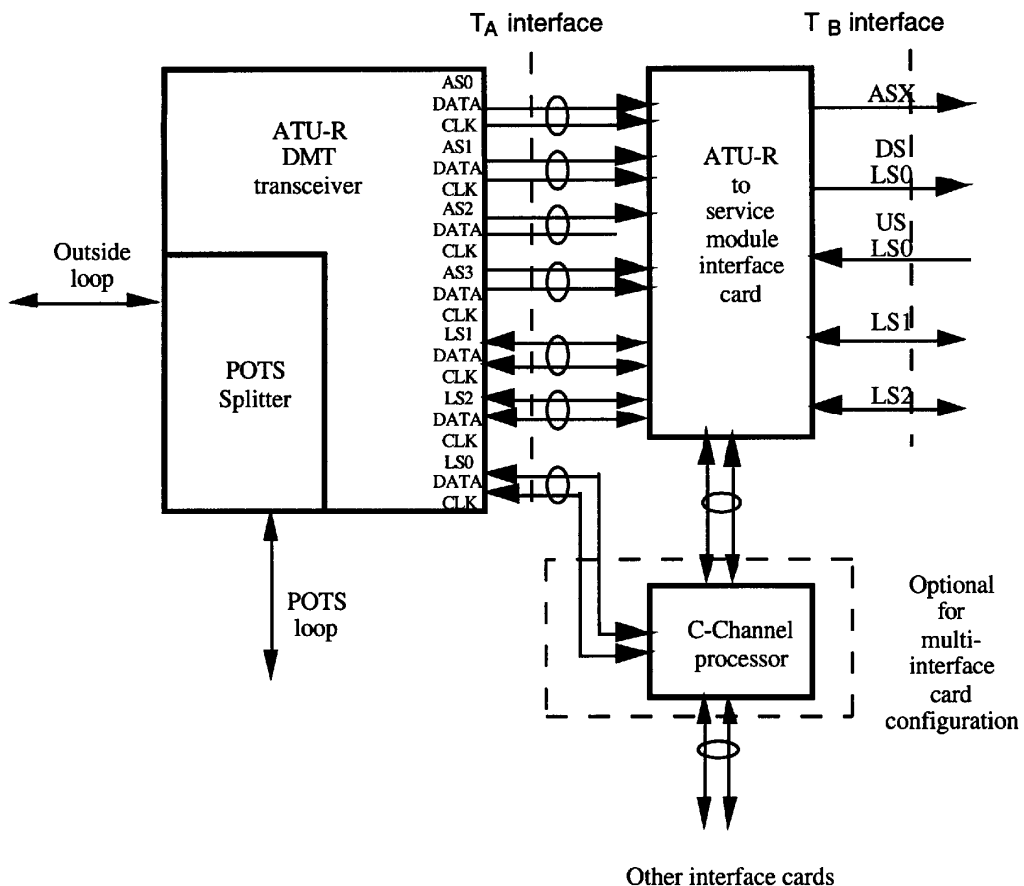 T A interface
T B interface
AS0
DATA
CLK
AS1
DATA
CLK
AS2
DATA
CLK
AS3
DATA
CLK
LS1
DATA
CLK
LS2
DATA
CLK
LS0
DATA
CLK
ATU-R
DMT
transceiver
Outside
loop
POTS
Splitter
POTS
loop
ATU-R
to
service
module
interface
card
ASX
DS
LS0
US
LS0
LS1
LS2
C-Channel
processor
Optional
for
multi-
interface
card
configuration
Other interface cards